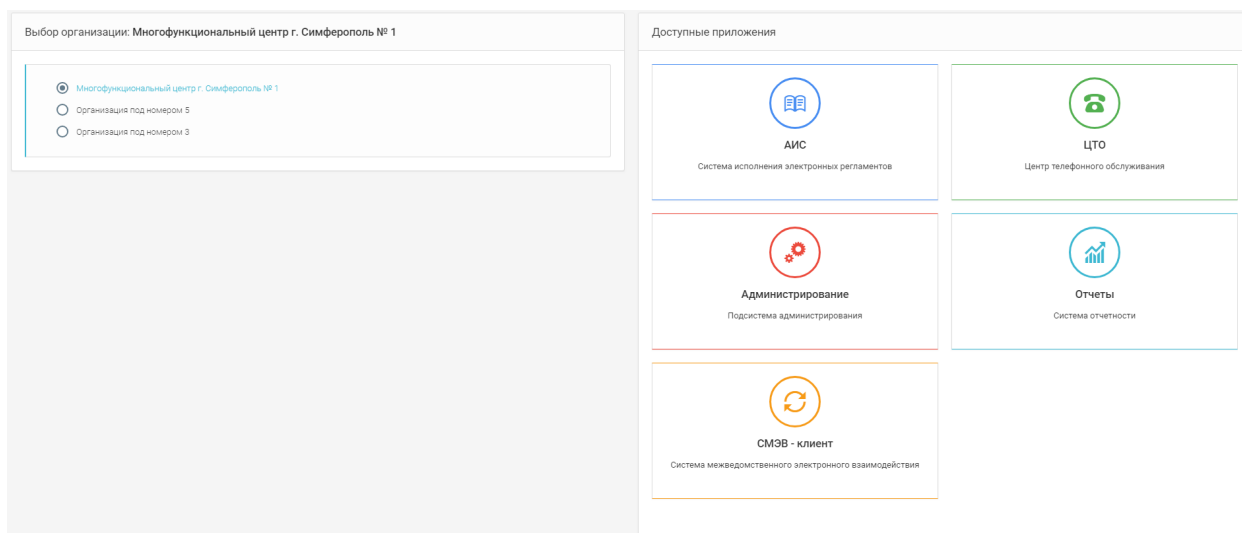 Выбор организации: Многофункциональный центр г. Симферополь № 1
Многофункциональный центр г. Симферополь № 1
Организация под номером 5
Организация под номером 3
Доступные приложения
АИС
Система исполнения электронных регламентов
ЦТО
Центр телефонного обслуживания
Администрирование
Подсистема администрирования
Отчеты
Система отчетности
СМЭВ - клиент
Система межведомственного электронного взаимодействия